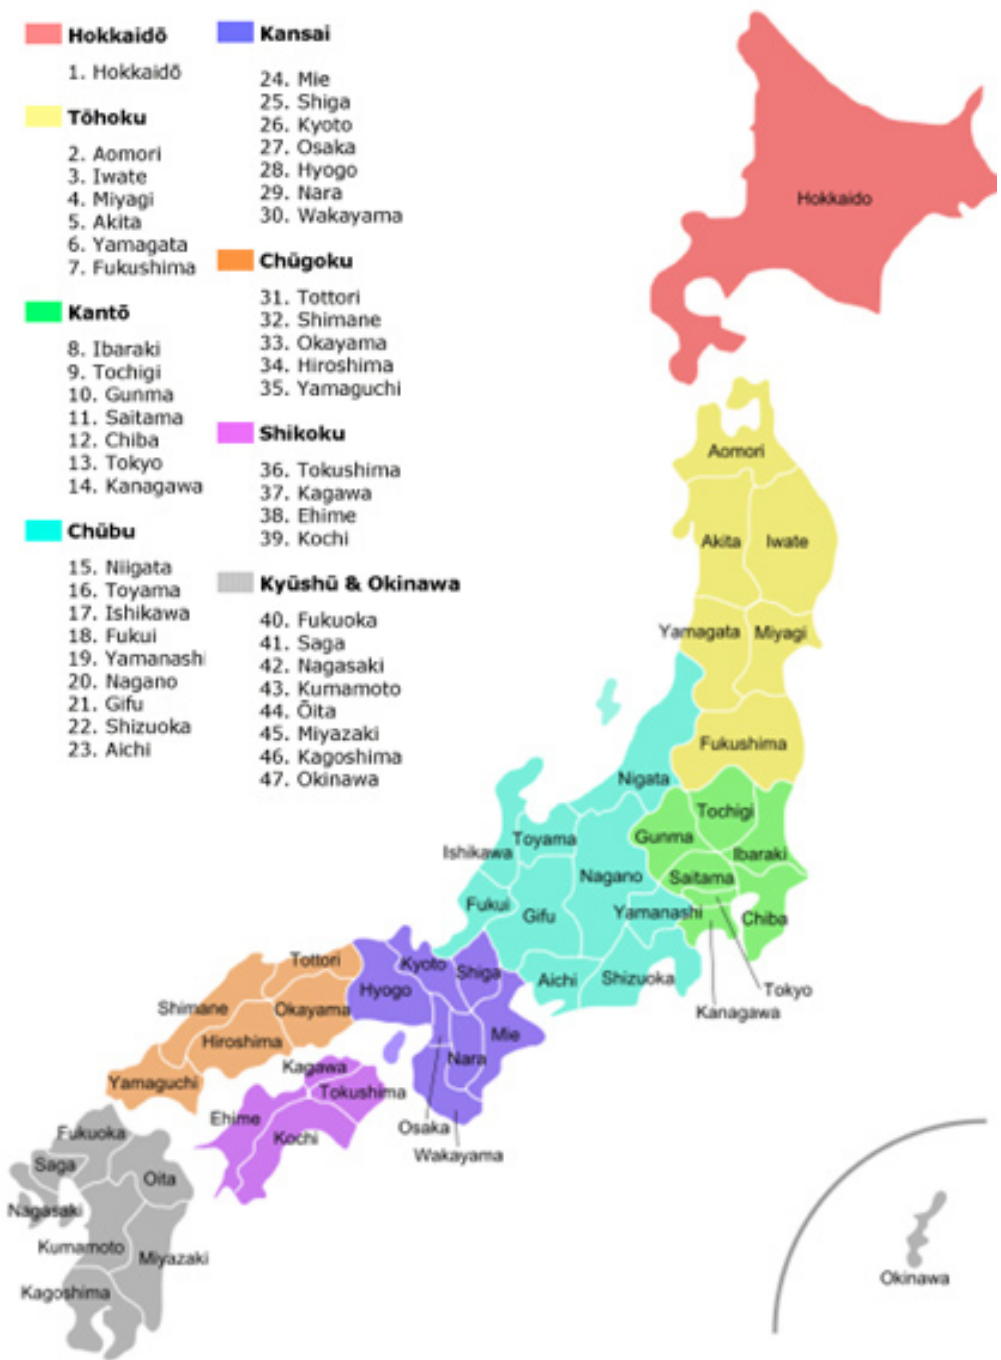 Hokkaidō
1. Hokkaidō
Tōhoku
2. Aomori
3. Iwate
4. Miyagi
5. Akita
6. Yamagata
7. Fukushima
Kantō
8. Ibaraki
9. Tochigi
10. Gunma
11. Saitama
12. Chiba
13. Tokyo
14. Kanagawa
Chūbu
15. Niigata
16. Toyama
17. Ishikawa
18. Fukui
19. Yamanashi
20. Nagano
21. Gifu
22. Shizuoka
23. Aichi
Kansai
24. Mie
25. Shiga
26. Kyoto
27. Osaka
28. Hyogo
29. Nara
30. Wakayama
Chūgoku
31. Tottori
32. Shimane
33. Okayama
34. Hiroshima
35. Yamaguchi
Shikoku
36. Tokushima
37. Kagawa
38. Ehime
39. Kochi
Kyūshū & Okinawa
40. Fukuoka
41. Saga
42. Nagasaki
43. Kumamoto
44. Ōita
45. Miyazaki
46. Kagoshima
47. Okinawa
Hokkaido
Aomori
Akita
Iwate
Yamagata
Miyagi
Fukushima
Nigata
Tochigi
Gunma
Ibaraki
Toyama
Ishikawa
Nagano
Saitama
Fukui
Gifu
Yamanashi
Chiba
Tokyo
Kanagawa
Aichi
Shizuoka
Kyoto
Shiga
Hyogo
Mie
Nara
Osaka
Wakayama
Tottori
Shimane
Okayama
Hiroshima
Yamaguchi
Kagawa
Tokushima
Ehime
Kochi
Fukuoka
Saga
Oita
Nagasaki
Kumamoto
Miyazaki
Kagoshima
Okinawa